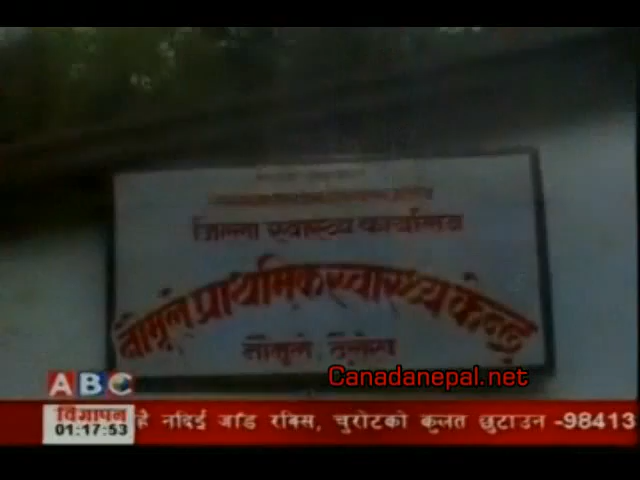 जिल्ला स्वास्थ्य कार्यालय
नौमूले प्राथमिक स्वास्थ्य केन्द्र
नौमूले, दैलेख
Canadanepal.net
ABC
विज्ञापन
01:17:53
है नदिई जाँड रक्सि, चुरोटको कुलत छुटाउन -98413